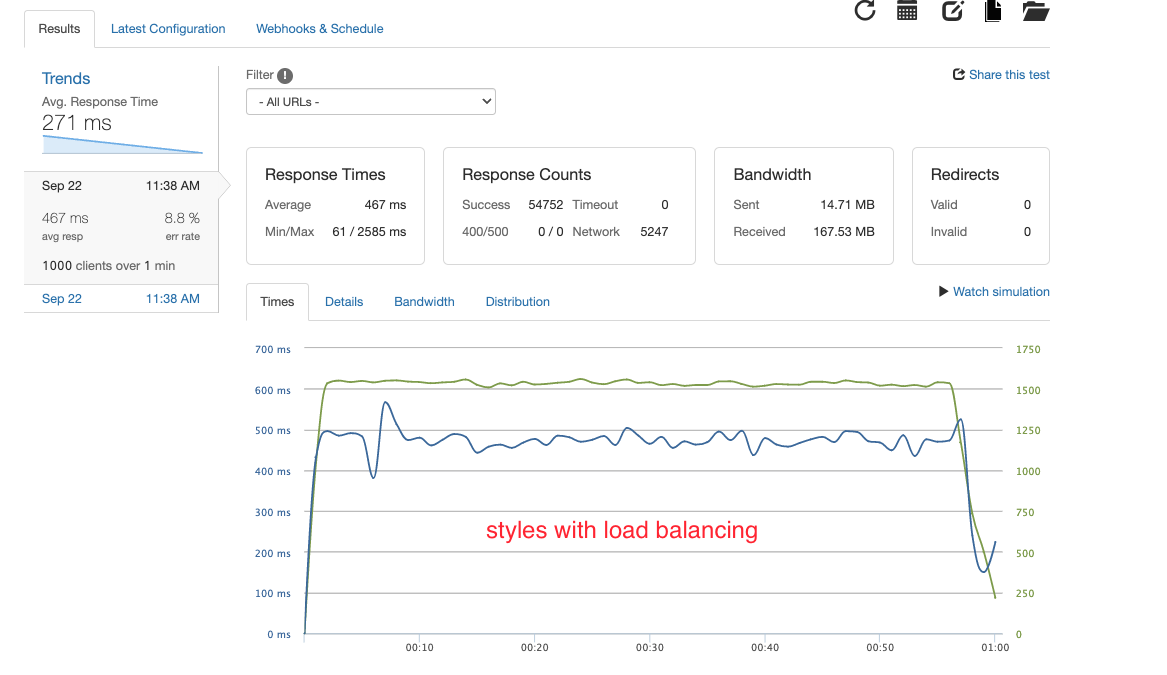 Results Latest Configuration Webhooks & Schedule
Trends
Avg. Response Time
271 ms
Sep 22 11:38 AM
467 ms 8.8 %
avg resp err rate
1000 clients over 1 min
Sep 22 11:38 AM
Filter !
- All URLs -
Share this test
Response Times
Average 467 ms
Min/Max 61 / 2585 ms
Response Counts
Success 54752 Timeout 0
400/500 0 / 0 Network 5247
Bandwidth
Sent 14.71 MB
Received 167.53 MB
Redirects
Valid 0
Invalid 0
Times Details Bandwidth Distribution
Watch simulation
700 ms 1750
600 ms 1500
500 ms 1250
400 ms 1000
300 ms 750
styles with load balancing
200 ms 500
100 ms 250
0 ms 0
00:10 00:20 00:30 00:40 00:50 01:00